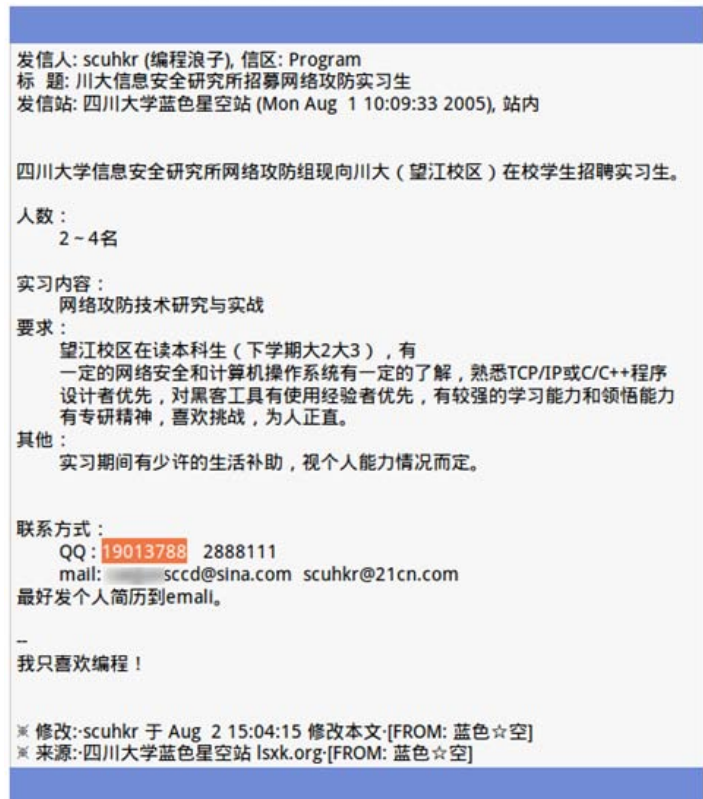 发信人: scuhkr (编程浪子), 信区: Program
标  题: 川大信息安全研究所招募网络攻防实习生
发信站: 四川大学蓝色星空站 (Mon Aug  1 10:09:33 2005), 站内
四川大学信息安全研究所网络攻防组现向川大（望江校区）在校学生招聘实习生。
人数：
2～4名
实习内容：
网络攻防技术研究与实战
要求：
望江校区在读本科生（下学期大2大3），有
一定的网络安全和计算机操作系统有一定的了解，熟悉TCP/IP或C/C++程序
设计者优先，对黑客工具有使用经验者优先，有较强的学习能力和领悟能力
有专研精神，喜欢挑战，为人正直。
其他：
实习期间有少许的生活补助，视个人能力情况而定。
联系方式：
QQ : 19013788   2888111
mail: sccd@sina.com  scuhkr@21cn.com
最好发个人简历到emali。
--
我只喜欢编程！
※ 修改:·scuhkr 于 Aug  2 15:04:15 修改本文·[FROM: 蓝色☆空]
※ 来源:·四川大学蓝色星空站 lsxk.org·[FROM: 蓝色☆空]